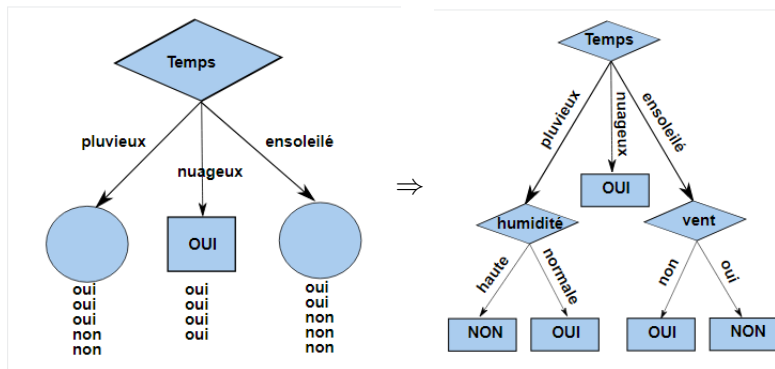 Temps
pluvieux
nuageux
ensoleilé
OUI
oui
oui
oui
non
non
oui
oui
oui
oui
oui
oui
non
non
non
⇒
Temps
pluvieux
nuageux
ensoleilé
OUI
humidité
vent
haute
normale
non
oui
NON
OUI
OUI
NON